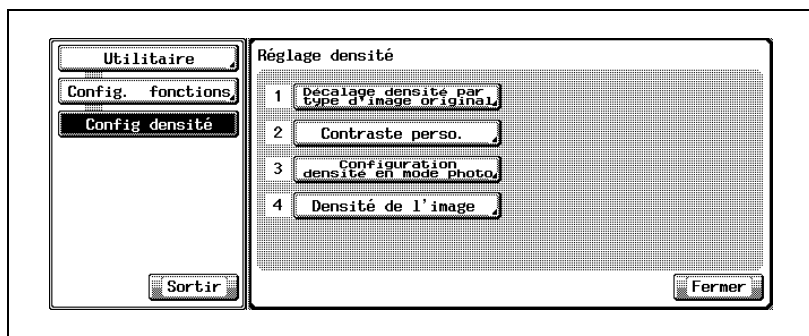 Utilitaire
Config. fonctions
Config densité
Sortir
Réglage densité
1 Décalage densité par
type d'image original
2 Contraste perso.
3 Configuration
densité en mode photo
4 Densité de l'image
Fermer